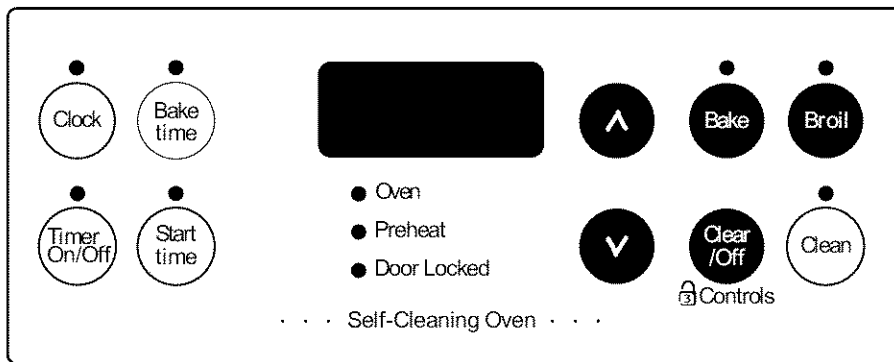 Clock
Bake
time
Bake
Broil
Oven
Preheat
Door Locked
Timer
On/Off
Start
time
Clear
/Off
Clean
3 Controls
· · · Self-Cleaning Oven · · ·